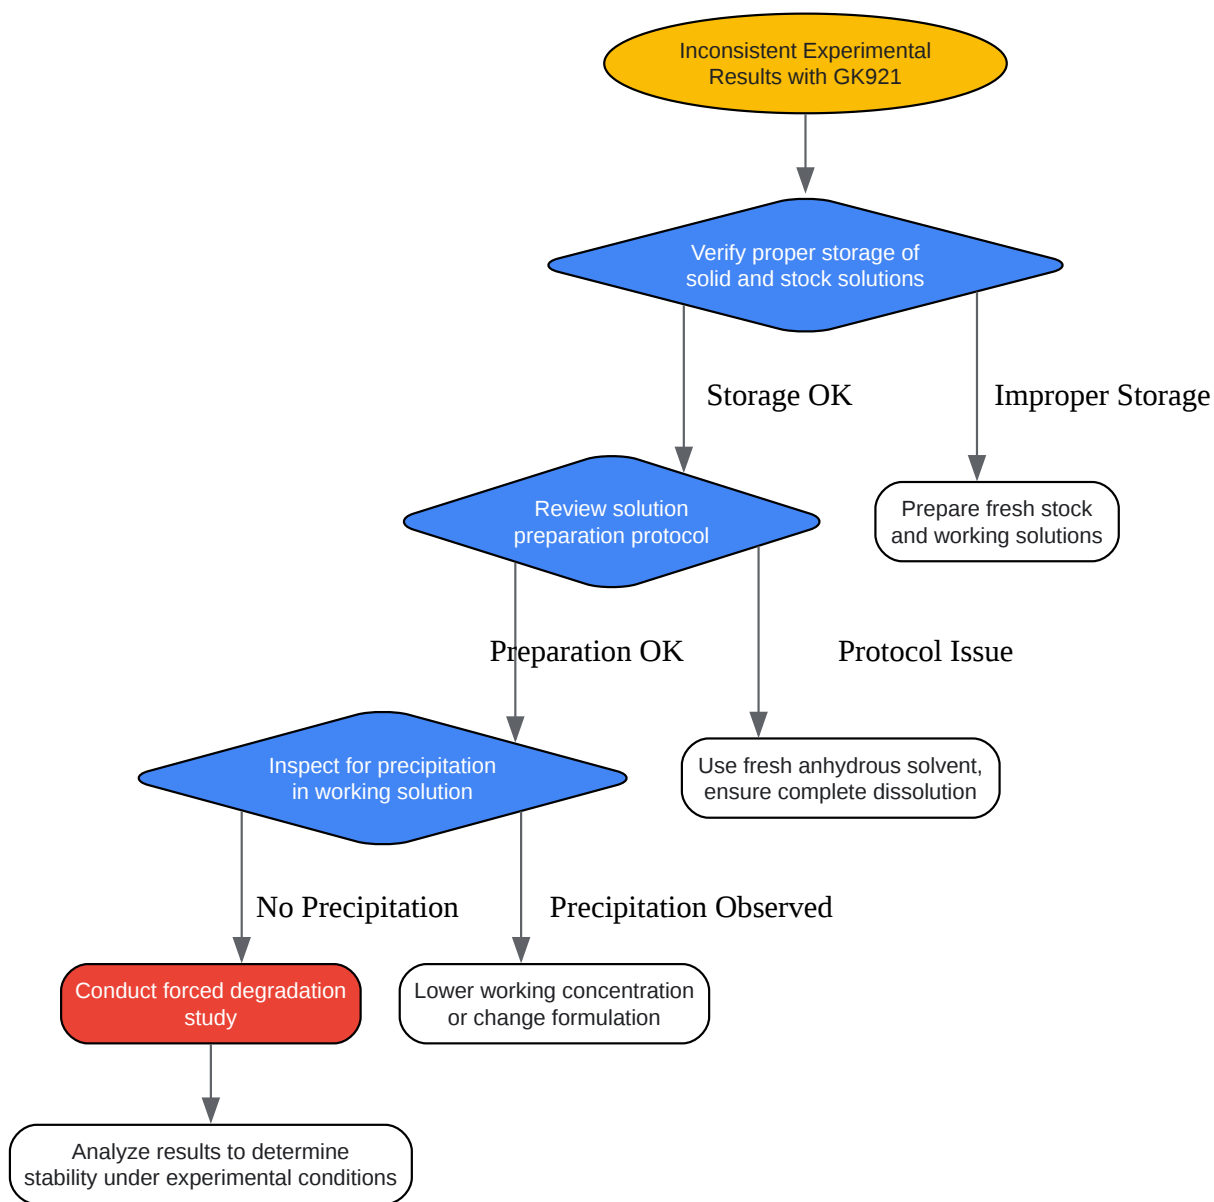 Inconsistent Experimental
Results with GK921
Verify proper storage of
solid and stock solutions
Storage OK
Improper Storage
Review solution
preparation protocol
Prepare fresh stock
and working solutions
Preparation OK
Protocol Issue
Inspect for precipitation
in working solution
Use fresh anhydrous solvent,
ensure complete dissolution
No Precipitation
Precipitation Observed
Conduct forced degradation
study
Lower working concentration
or change formulation
Analyze results to determine
stability under experimental conditions